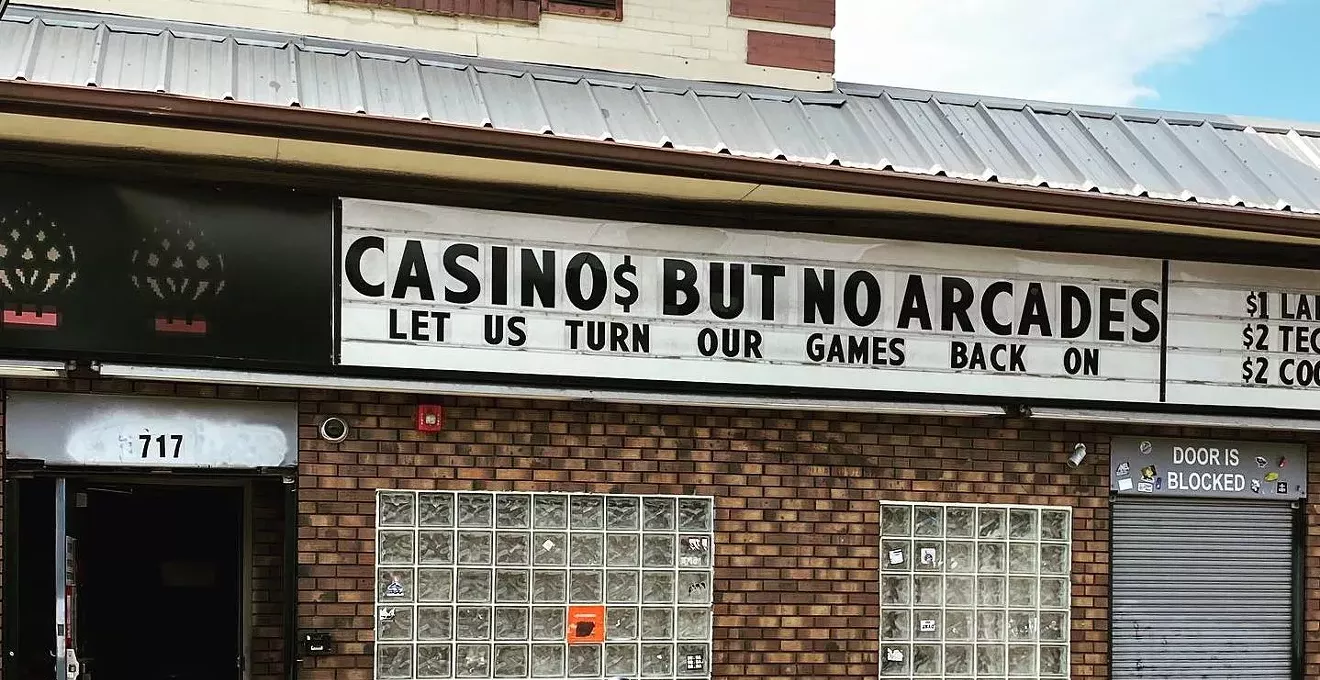 CASINO$ BUT NO ARCADES
LET US TURN OUR GAMES BACK ON
$1
$2
$2
717
DOOR IS
BLOCKED